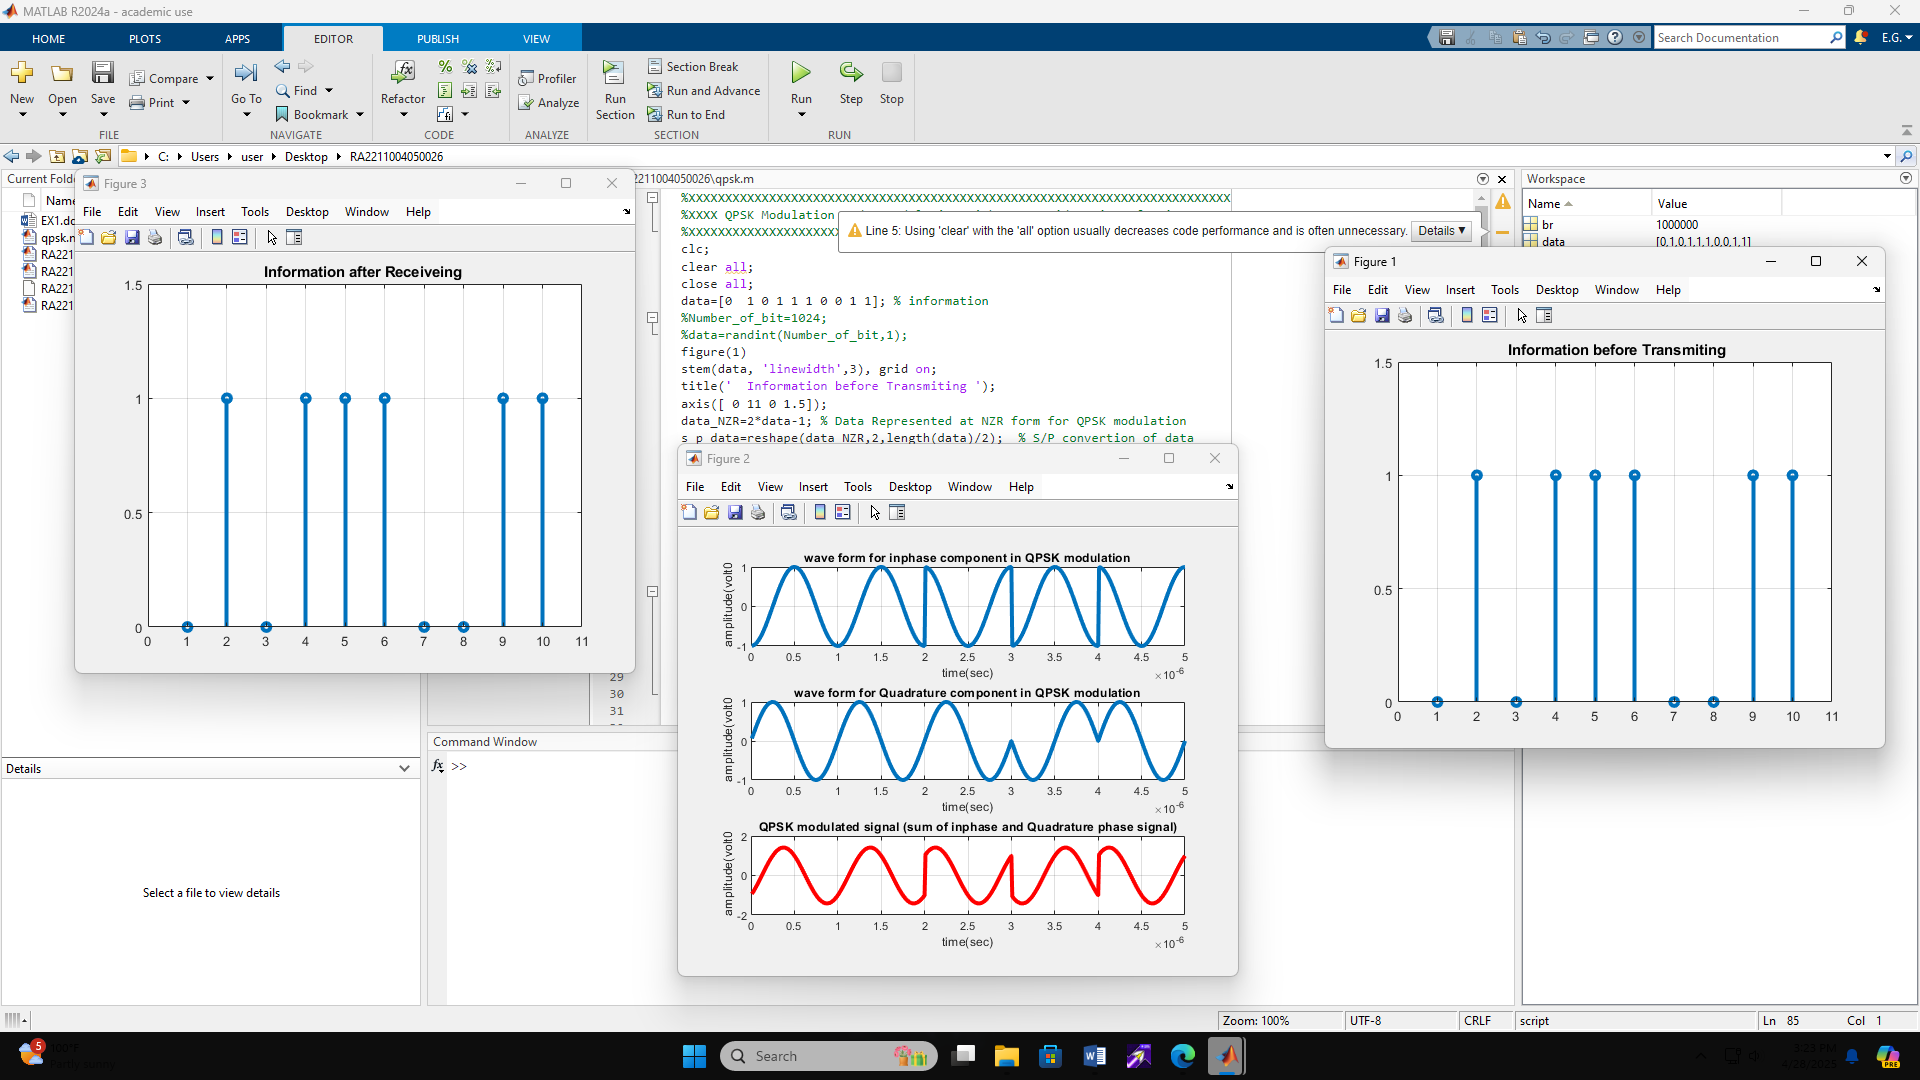 MATLAB R2024a - academic use
HOME PLOTS APPS EDITOR PUBLISH VIEW
Search Documentation
E.G.
New Open Save Compare Print
FILE
Go To Find Bookmark
NAVIGATE
Refactor
CODE
Profiler
Analyze
ANALYZE
Run Section
Section Break
Run and Advance
Run to End
SECTION
Run Step Stop
RUN
C: Users user Desktop RA2211004050026
Current Fold
Name
EX1.do
qpsk.m
RA221
RA221
RA221
RA221
Details
Select a file to view details
Figure 3
File Edit View Insert Tools Desktop Window Help
Information after Receiveing
1.5
1
0.5
0
0 1 2 3 4 5 6 7 8 9 10 11
2211004050026\qpsk.m
%XXXXXXXXXXXXXXXXXXXXXXXXXXXXXXXXXXXXXXXXXXXXXXXXXXXXXXXXXXXXXXXXXXXXXXXXX
%XXXX QPSK Modulation
%XXXXXXXXXXXXXXXXXXXX
Line 5: Using 'clear' with the 'all' option usually decreases code performance and is often unnecessary. Details ▼
clc;
clear all;
close all;
data=[0  1 0 1 1 1 0 0 1 1]; % information
%Number_of_bit=1024;
%data=randint(Number_of_bit,1);
figure(1)
stem(data, 'linewidth',3), grid on;
title('  Information before Transmiting ');
axis([ 0 11 0 1.5]);
data_NZR=2*data-1; % Data Represented at NZR form for QPSK modulation
s_p_data=reshape(data_NZR,2,length(data)/2);  % S/P convertion of data
29
30
31
Command Window
fx >>
Figure 2
File Edit View Insert Tools Desktop Window Help
wave form for inphase component in QPSK modulation
amplitude(volt0
1
0
-1
0 0.5 1 1.5 2 2.5 3 3.5 4 4.5 5
time(sec)
×10-6
wave form for Quadrature component in QPSK modulation
amplitude(volt0
1
0
-1
0 0.5 1 1.5 2 2.5 3 3.5 4 4.5 5
time(sec)
×10-6
QPSK modulated signal (sum of inphase and Quadrature phase signal)
amplitude(volt0
2
0
-2
0 0.5 1 1.5 2 2.5 3 3.5 4 4.5 5
time(sec)
×10-6
Workspace
Name Value
br 1000000
data [0,1,0,1,1,1,0,0,1,1]
Figure 1
File Edit View Insert Tools Desktop Window Help
Information before Transmiting
1.5
1
0.5
0
0 1 2 3 4 5 6 7 8 9 10 11
Zoom: 100% UTF-8 CRLF script Ln 85 Col 1
5
Search
PRE